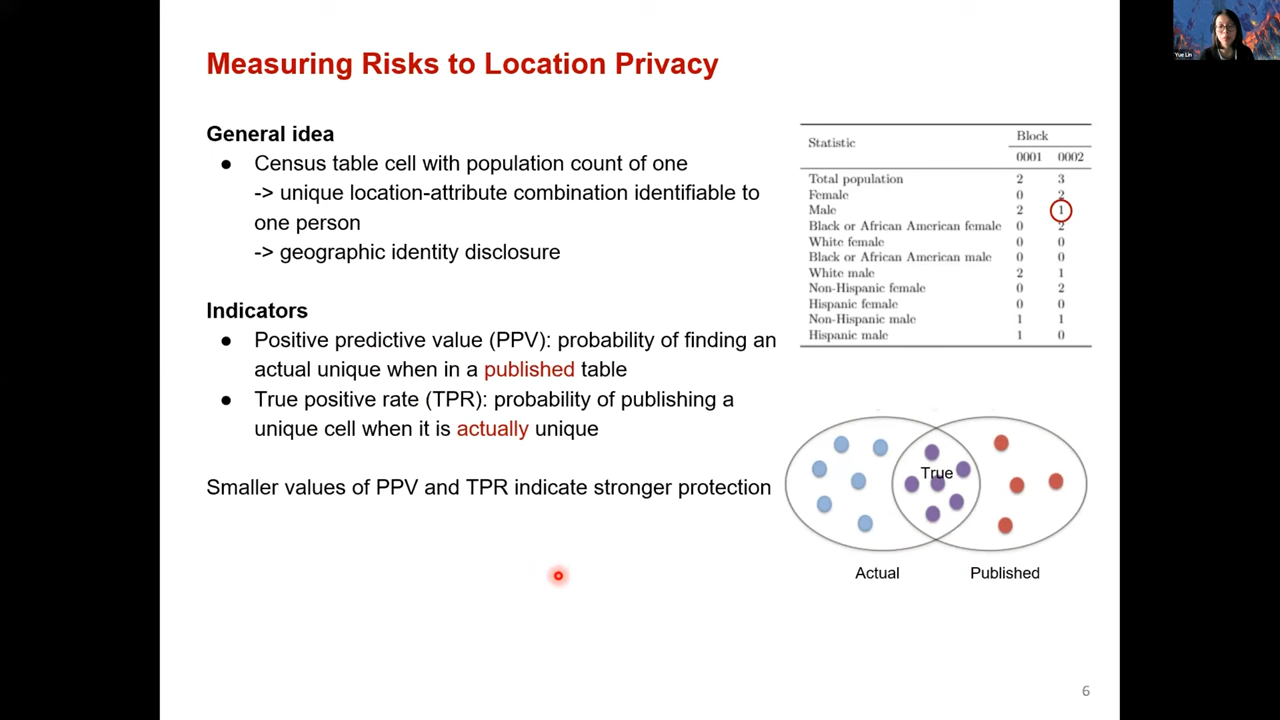 Measuring Risks to Location Privacy
Yue Lin
General idea
● Census table cell with population count of one
-> unique location-attribute combination identifiable to
one person
-> geographic identity disclosure
Indicators
● Positive predictive value (PPV): probability of finding an
actual unique when in a published table
● True positive rate (TPR): probability of publishing a
unique cell when it is actually unique
Smaller values of PPV and TPR indicate stronger protection
Statistic Block
0001 0002
Total population 2 3
Female 0 2
Male 2 1
Black or African American female 0 2
White female 0 0
Black or African American male 0 0
White male 2 1
Non-Hispanic female 0 2
Hispanic female 0 0
Non-Hispanic male 1 1
Hispanic male 1 0
True
Actual Published
6